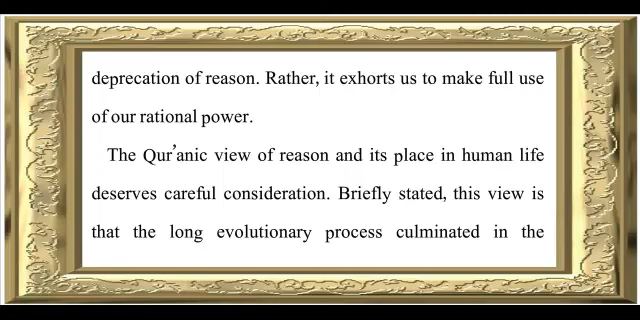 deprecation of reason. Rather, it exhorts us to make full use
of our rational power.
The Qur’anic view of reason and its place in human life
deserves careful consideration. Briefly stated, this view is
that the long evolutionary process culminated in the